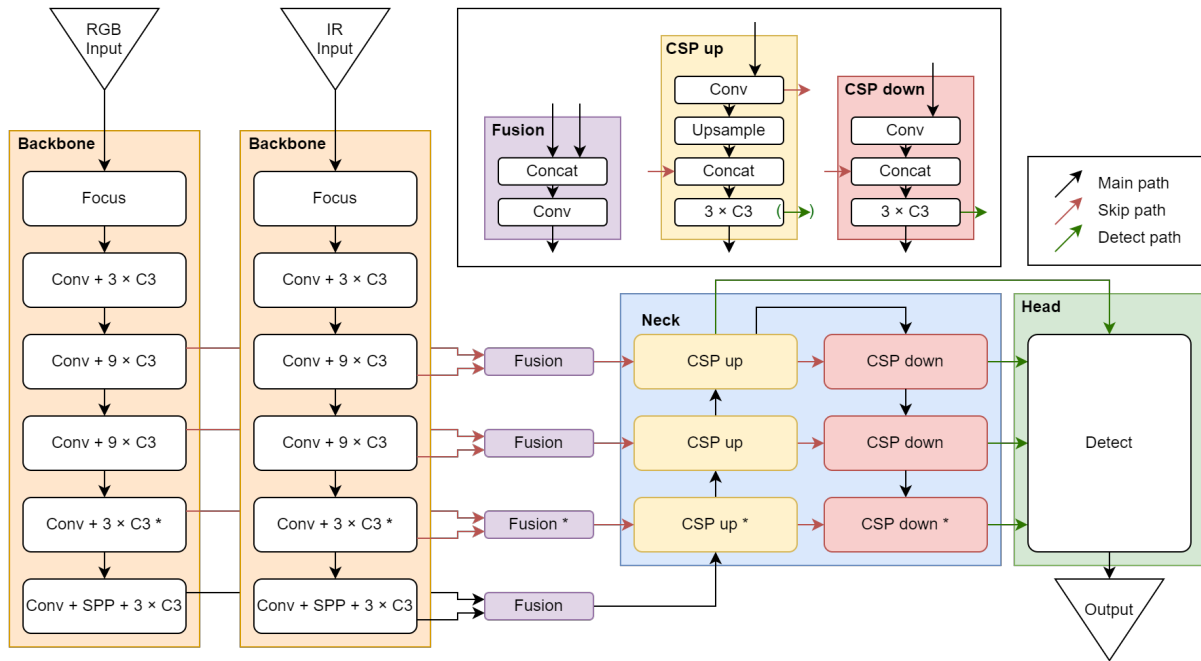 RGB
Input
IR
Input
Backbone
Focus
Conv + 3 × C3
Conv + 9 × C3
Conv + 9 × C3
Conv + 3 × C3 *
Conv + SPP + 3 × C3
Backbone
Focus
Conv + 3 × C3
Conv + 9 × C3
Conv + 9 × C3
Conv + 3 × C3 *
Conv + SPP + 3 × C3
Fusion
Concat
Conv
CSP up
Conv
Upsample
Concat
3 × C3
( )
CSP down
Conv
Concat
3 × C3
Main path
Skip path
Detect path
Fusion
Fusion
Fusion *
Fusion
Neck
CSP up
CSP down
CSP up
CSP down
CSP up *
CSP down *
Head
Detect
Output